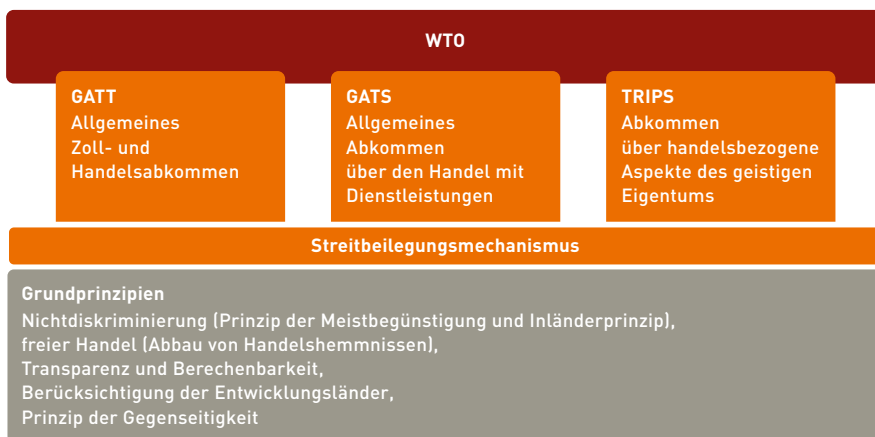 WTO
GATT
Allgemeines
Zoll- und
Handelsabkommen
GATS
Allgemeines
Abkommen
über den Handel mit
Dienstleistungen
TRIPS
Abkommen
über handelsbezogene
Aspekte des geistigen
Eigentums
Streitbeilegungsmechanismus
Grundprinzipien
Nichtdiskriminierung (Prinzip der Meistbegünstigung und Inländerprinzip),
freier Handel (Abbau von Handelshemmnissen),
Transparenz und Berechenbarkeit,
Berücksichtigung der Entwicklungsländer,
Prinzip der Gegenseitigkeit